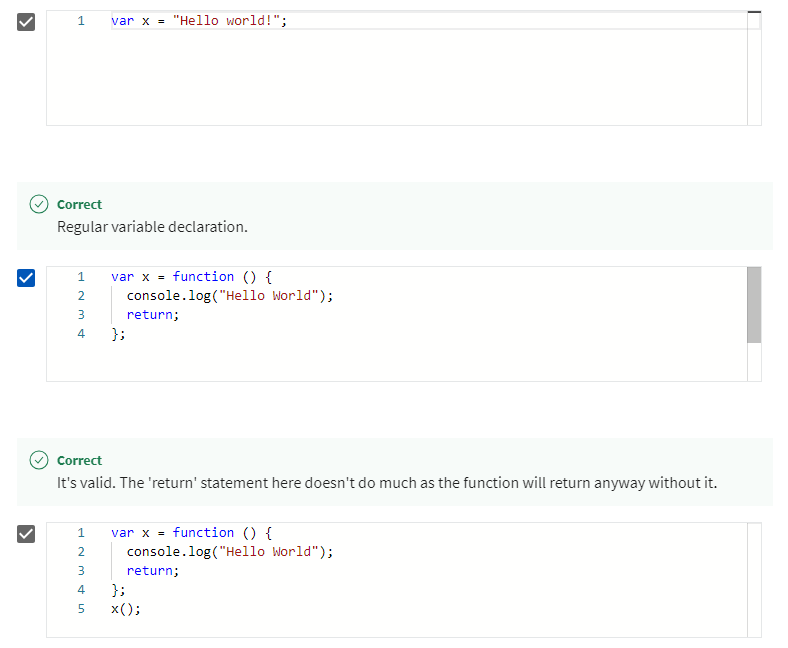 1 var x = "Hello world!";
Correct
Regular variable declaration.
1 var x = function () {
2 console.log("Hello World");
3 return;
4 };
Correct
It's valid. The 'return' statement here doesn't do much as the function will return anyway without it.
1 var x = function () {
2 console.log("Hello World");
3 return;
4 };
5 x();